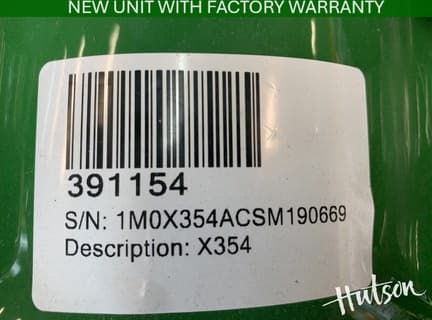 NEW UNIT WITH FACTORY WARRANTY
391154
S/N: 1M0X354ACSM190669
Description: X354
Hutson